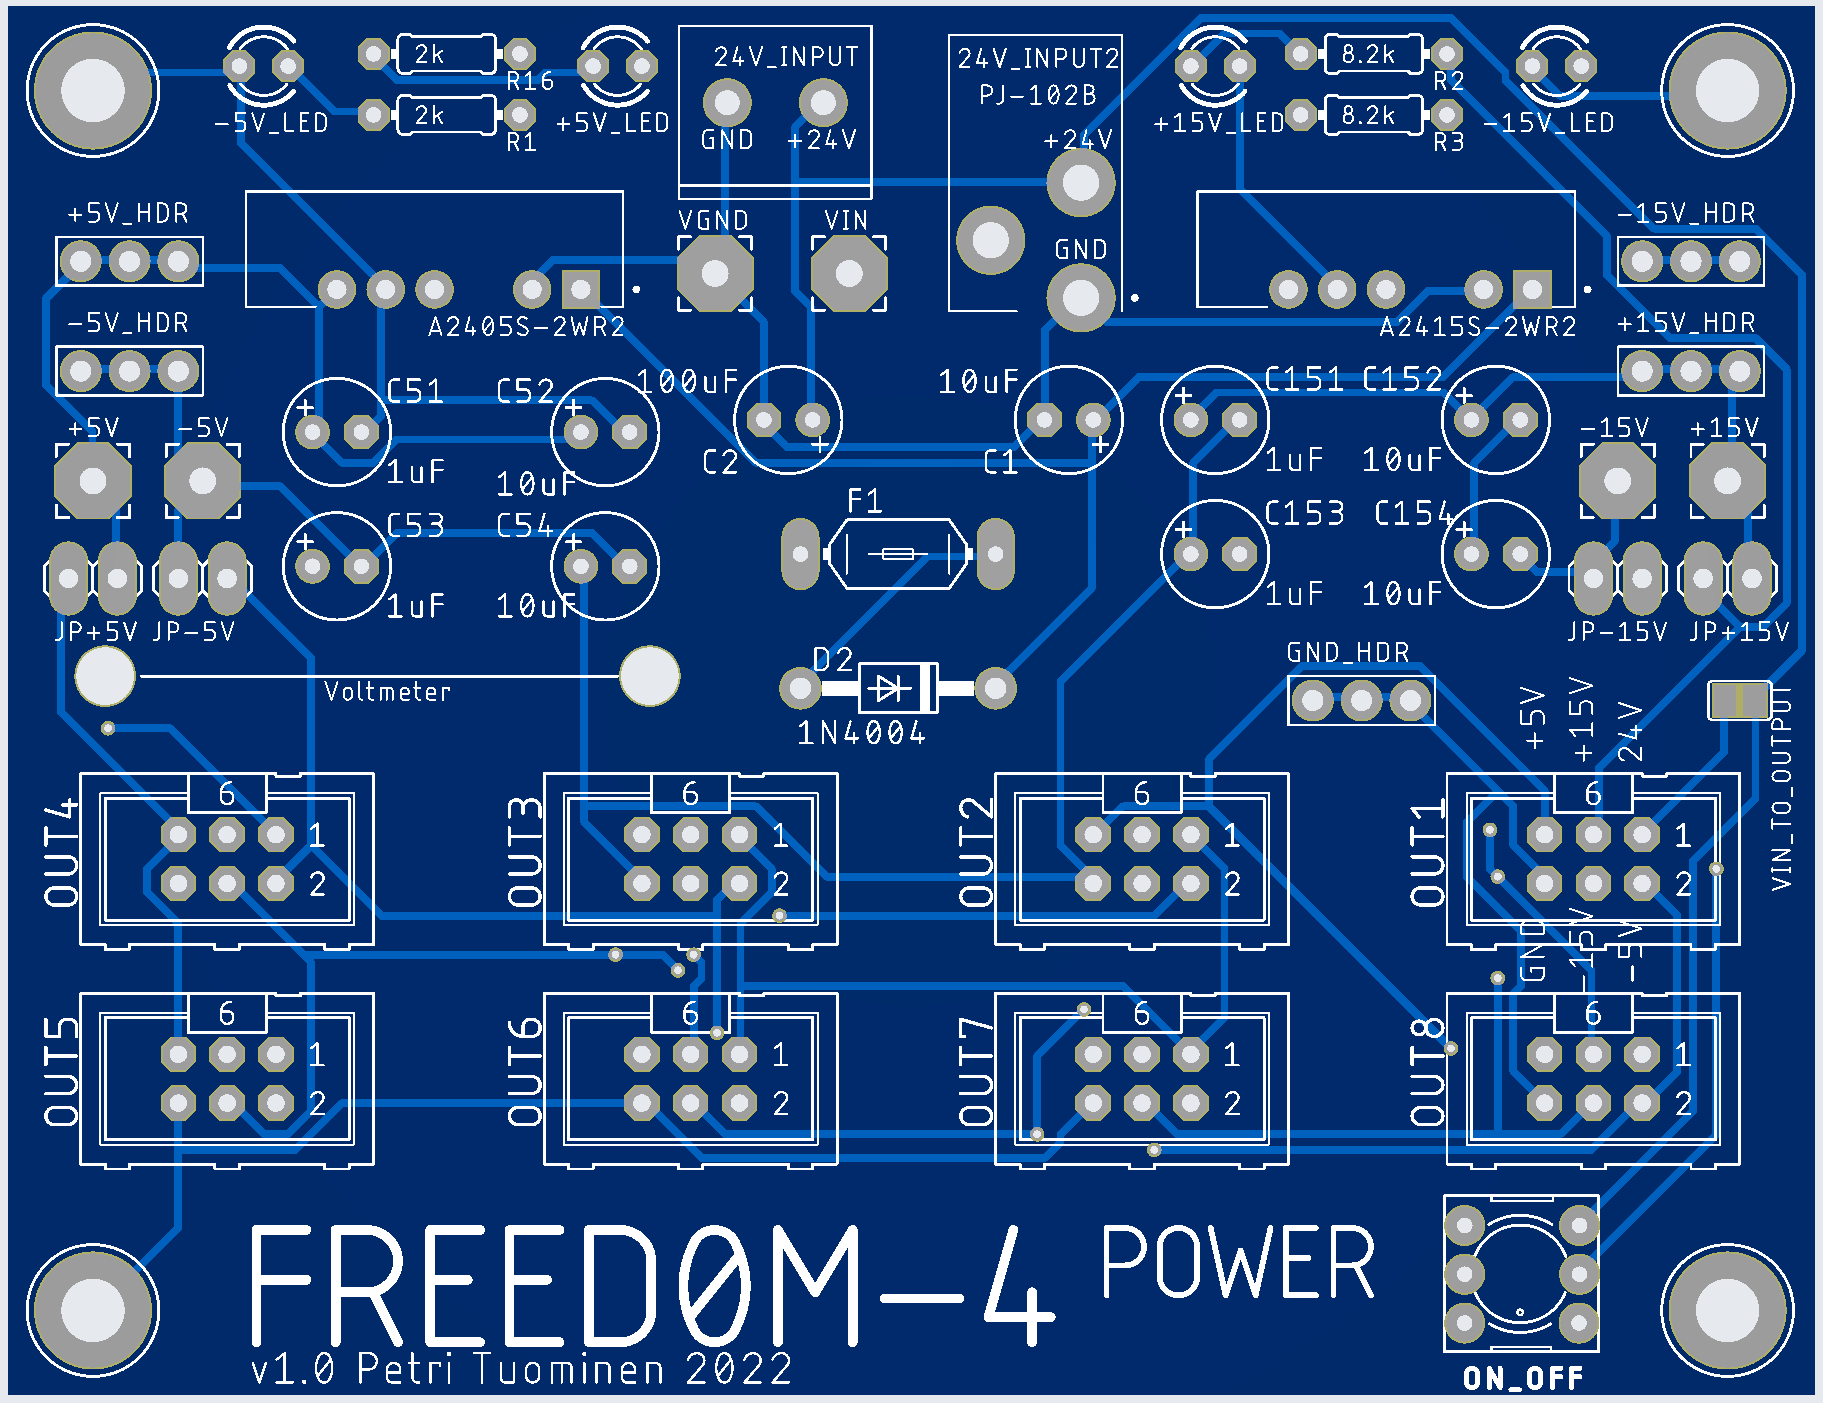 2k
R16
2k
R1
-5V_LED
+5V_LED
24V_INPUT
GND
+24V
24V_INPUT2
PJ-102B
+24V
GND
8.2k
R2
8.2k
R3
+15V_LED
-15V_LED
+5V_HDR
VGND
VIN
-15V_HDR
-5V_HDR
A2405S-2WR2
A2415S-2WR2
+15V_HDR
+
C51
1uF
C52
+
10uF
100uF
C2
+
10uF
C1
+
+
C151
1uF
C152
+
10uF
+5V
-5V
-15V
+15V
+
C53
1uF
C54
+
10uF
F1
+
C153
1uF
C154
+
10uF
JP+5V
JP-5V
JP-15V
JP+15V
Voltmeter
D2
1N4004
GND_HDR
+5V
+15V
24V
VIN_TO_OUTPUT
OUT4
6
1
2
OUT3
6
1
2
OUT2
6
1
2
OUT1
6
1
2
GND
-15V
-5V
OUT5
6
1
2
OUT6
6
1
2
OUT7
6
1
2
OUT8
6
1
2
FREED0M-4
POWER
v1.0 Petri Tuominen 2022
ON_OFF